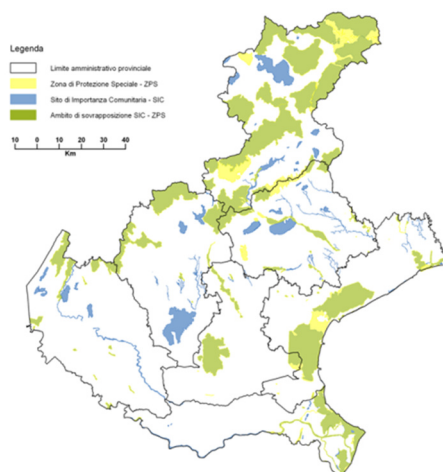 Legenda
Limite amministrativo provinciale
Zona di Protezione Speciale - ZPS
Sito di Importanza Comunitaria - SIC
Ambito di sovrapposizione SIC - ZPS
10 0 10 20 30 40
Km